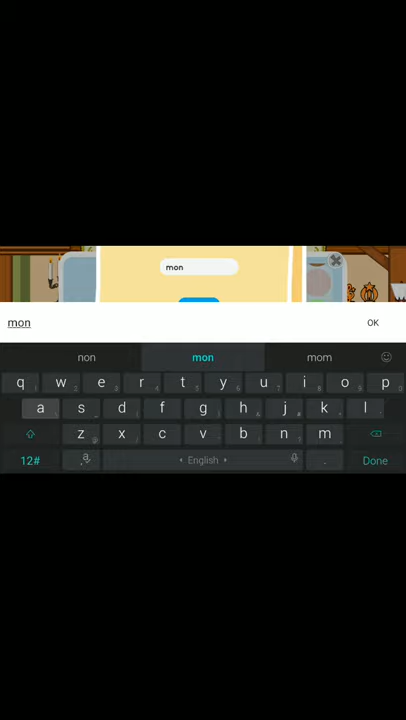 mon
mon
OK
non mon mom
q w e r t y u i o p
a s d f g h j k l
z x c v b n m
12# English Done